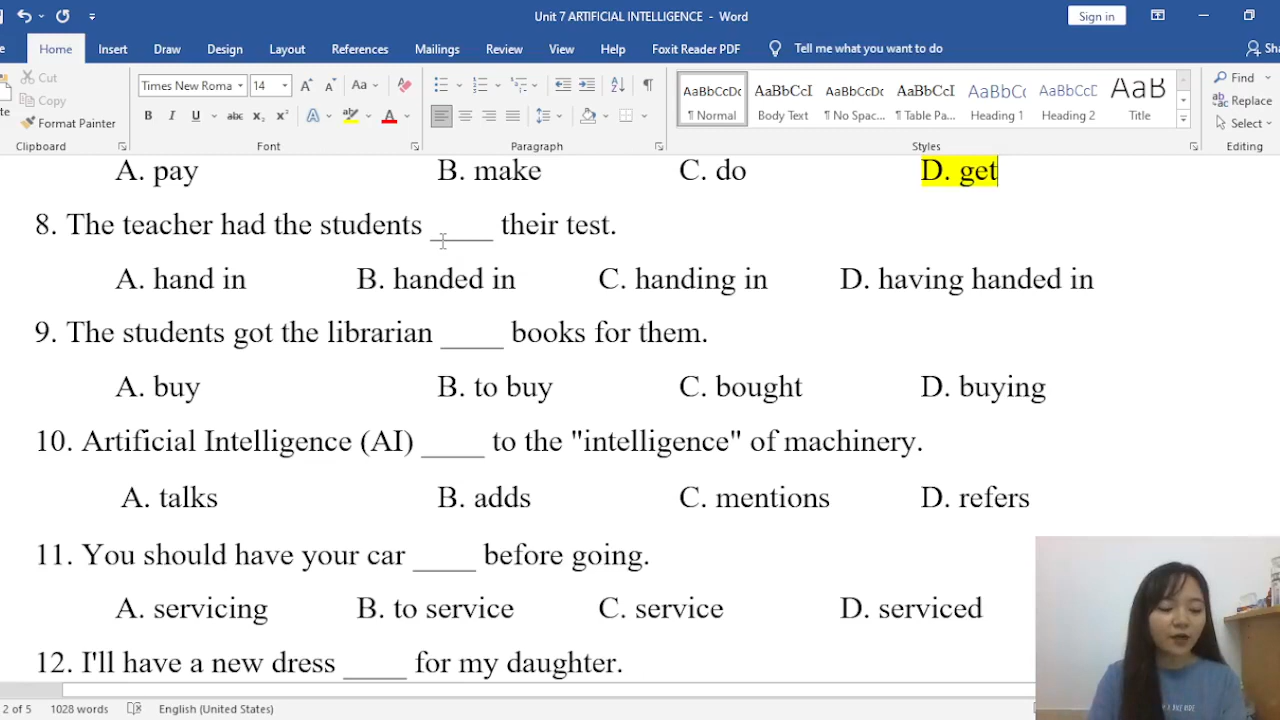 Unit 7 ARTIFICIAL INTELLIGENCE - Word
Sign in
Home Insert Draw Design Layout References Mailings Review View Help Foxit Reader PDF Tell me what you want to do
Cut
Copy
Format Painter
Times New Roma 14
AaBbCcDc AaBbCcI AaBbCcDc AaBbCcI AaBbCc AaBbCcD AaB
¶ Normal Body Text ¶ No Spac... ¶ Table Pa... Heading 1 Heading 2 Title
Find
Replace
Select
Clipboard Font Paragraph Styles Editing
A. pay B. make C. do D. get
8. The teacher had the students ____ their test.
A. hand in B. handed in C. handing in D. having handed in
9. The students got the librarian ____ books for them.
A. buy B. to buy C. bought D. buying
10. Artificial Intelligence (AI) ____ to the "intelligence" of machinery.
A. talks B. adds C. mentions D. refers
11. You should have your car ____ before going.
A. servicing B. to service C. service D. serviced
12. I'll have a new dress ____ for my daughter.
2 of 5 1028 words English (United States)